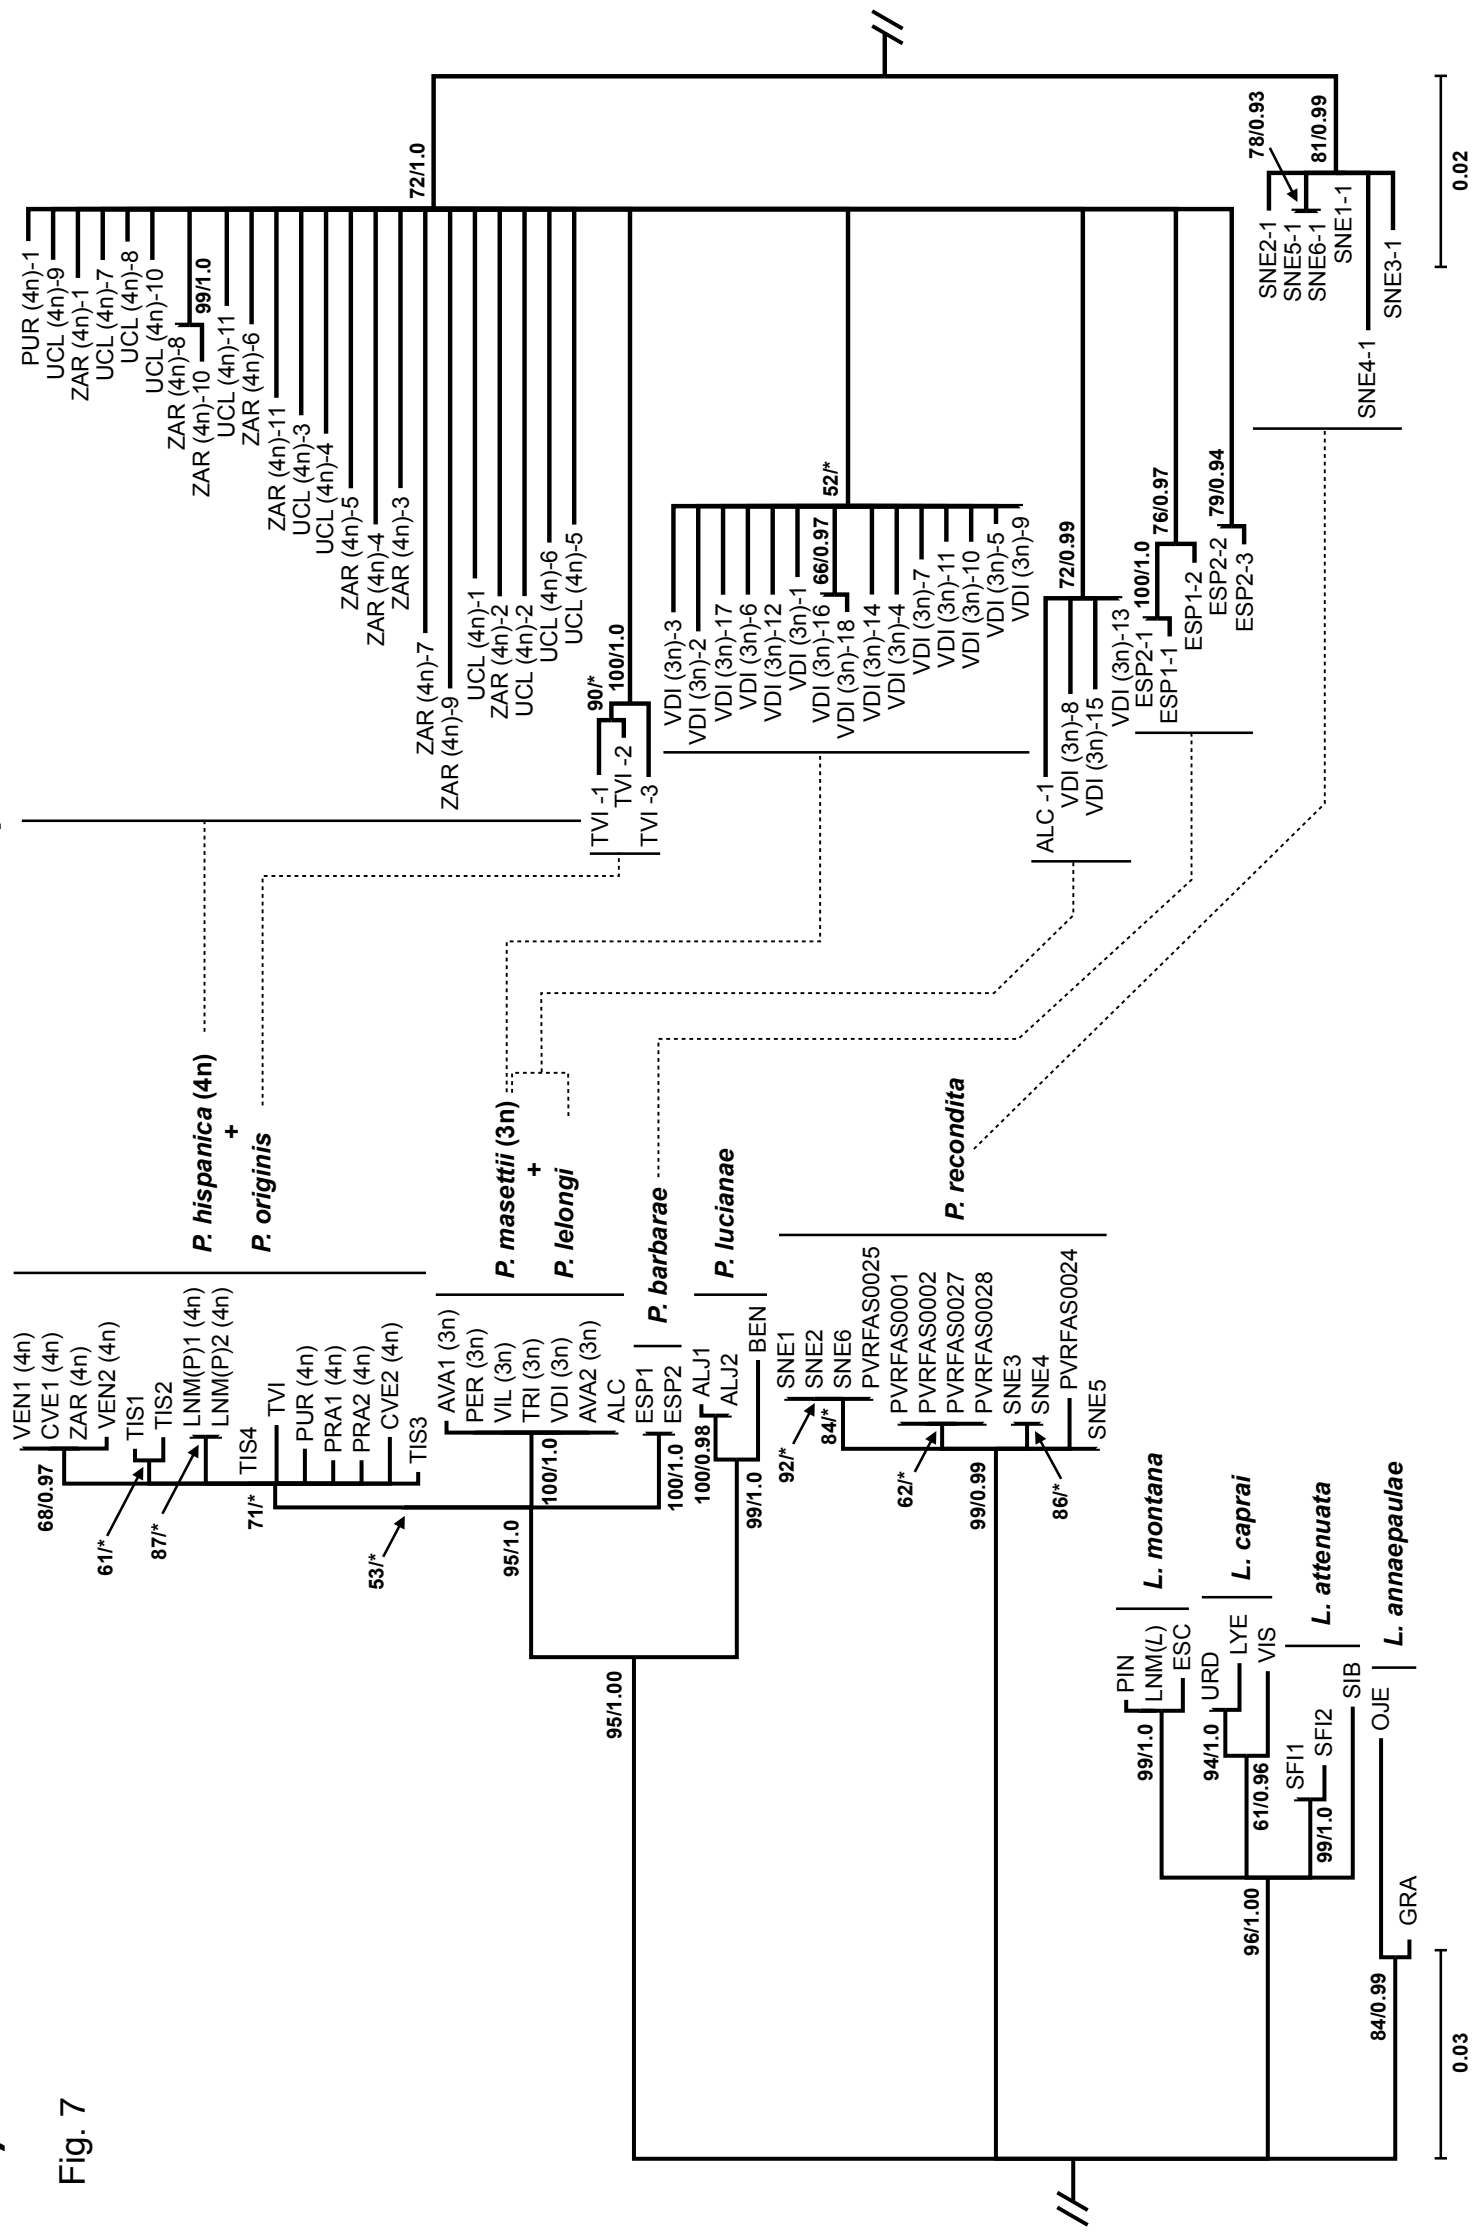 Fig. 7
VEN1 (4n)
CVE1 (4n)
ZAR (4n)
VEN2 (4n)
68/0.97
TIS1
TIS2
61/*
LNM(P)1 (4n)
LNM(P)2 (4n)
87/*
TIS4
71/*
TVI
PUR (4n)
PRA1 (4n)
PRA2 (4n)
CVE2 (4n)
TIS3
53/*
P. hispanica (4n)
+
P. originis
AVA1 (3n)
PER (3n)
VIL (3n)
TRI (3n)
VDI (3n)
AVA2 (3n)
ALC
100/1.0
95/1.0
P. masettii (3n)
+
P. lelongi
ESP1
ESP2
100/1.0
P. barbarae
ALJ1
ALJ2
100/0.98
BEN
99/1.0
P. lucianae
95/1.00
SNE1
SNE2
SNE6
PVRFAS0025
92/*
84/*
PVRFAS0001
PVRFAS0002
PVRFAS0027
PVRFAS0028
62/*
99/0.99
SNE3
SNE4
86/*
PVRFAS0024
SNE5
P. recondita
PIN
LNM(L)
ESC
99/1.0
L. montana
URD
LYE
VIS
94/1.0
61/0.96
L. caprai
96/1.00
SFI1
SFI2
99/1.0
SIB
L. attenuata
OJE
GRA
84/0.99
L. annaepaulae
0.03
PUR (4n)-1
UCL (4n)-9
ZAR (4n)-1
UCL (4n)-7
UCL (4n)-8
UCL (4n)-10
ZAR (4n)-8
ZAR (4n)-10
99/1.0
UCL (4n)-11
ZAR (4n)-6
ZAR (4n)-11
UCL (4n)-3
UCL (4n)-4
ZAR (4n)-5
ZAR (4n)-4
ZAR (4n)-3
72/1.0
ZAR (4n)-7
ZAR (4n)-9
UCL (4n)-1
ZAR (4n)-2
UCL (4n)-2
UCL (4n)-6
UCL (4n)-5
TVI -1
TVI -2
TVI -3
90/*
100/1.0
VDI (3n)-3
VDI (3n)-2
VDI (3n)-17
VDI (3n)-6
VDI (3n)-12
VDI (3n)-1
VDI (3n)-16
VDI (3n)-18
66/0.97
52/*
VDI (3n)-14
VDI (3n)-4
VDI (3n)-7
VDI (3n)-11
VDI (3n)-10
VDI (3n)-5
VDI (3n)-9
ALC -1
VDI (3n)-8
VDI (3n)-15
VDI (3n)-13
72/0.99
ESP2-1
ESP1-1
ESP1-2
100/1.0
76/0.97
ESP2-2
ESP2-3
79/0.94
SNE2-1
SNE5-1
SNE6-1
SNE1-1
SNE4-1
SNE3-1
78/0.93
81/0.99
0.02